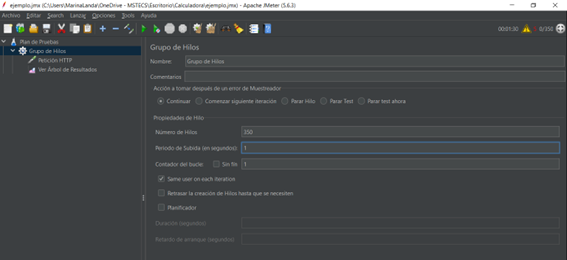 ejemplo.jmx (C:\Users\MarinaLanda\OneDrive - MSTECS\Escritorio\Calculadora\ejemplo.jmx) - Apache JMeter (5.6.3)
Archivo Editar Search Lanzar Opciones Tools Ayuda
00:01:30 0/350
Plan de Pruebas
Grupo de Hilos
Petición HTTP
Ver Árbol de Resultados
Grupo de Hilos
Nombre: Grupo de Hilos
Comentarios
Acción a tomar después de un error de Muestreador
Continuar Comenzar siguiente iteración Parar Hilo Parar Test Parar test ahora
Propiedades de Hilo
Número de Hilos 350
Periodo de Subida (en segundos) 1
Contador del bucle: Sin fin 1
Same user on each iteration
Retrasar la creación de Hilos hasta que se necesiten
Planificador
Duración (segundos)
Retardo de arranque (segundos)